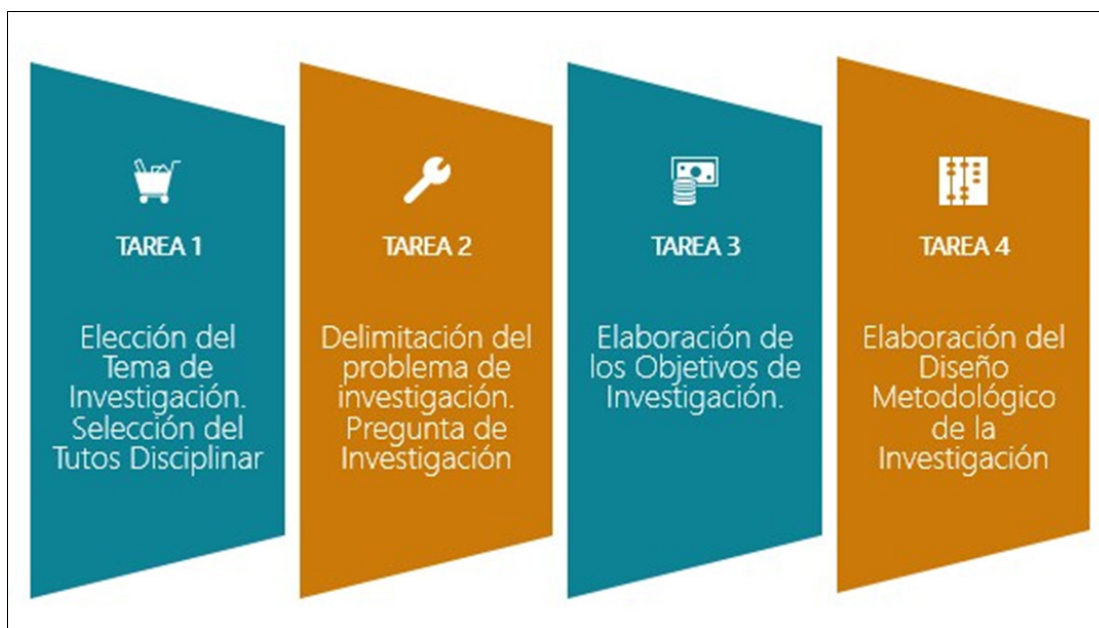 TAREA 1
Elección del
Tema de
Investigación.
Selección del
Tutos Disciplinar
TAREA 2
Delimitación del
problema de
investigación.
Pregunta de
Investigación
TAREA 3
Elaboración de
los Objetivos de
Investigación.
TAREA 4
Elaboración del
Diseño
Metodológico
de la
Investigación